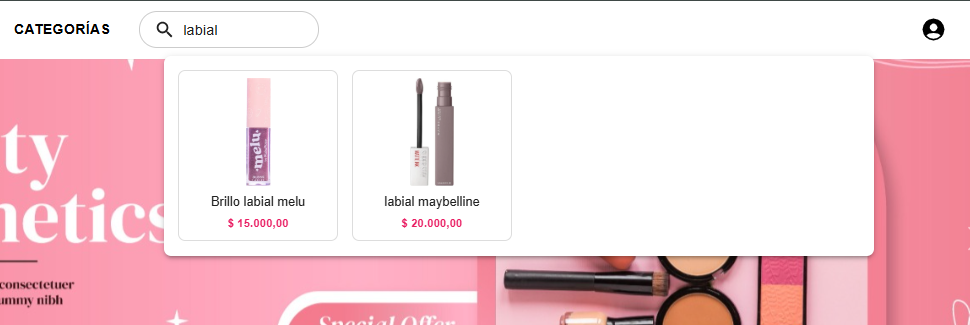 CATEGORÍAS
labial
melu
Brillo labial melu
$ 15.000,00
labial maybelline
$ 20.000,00
ty
netics
consectetuer
ummy nibh
Special Offer